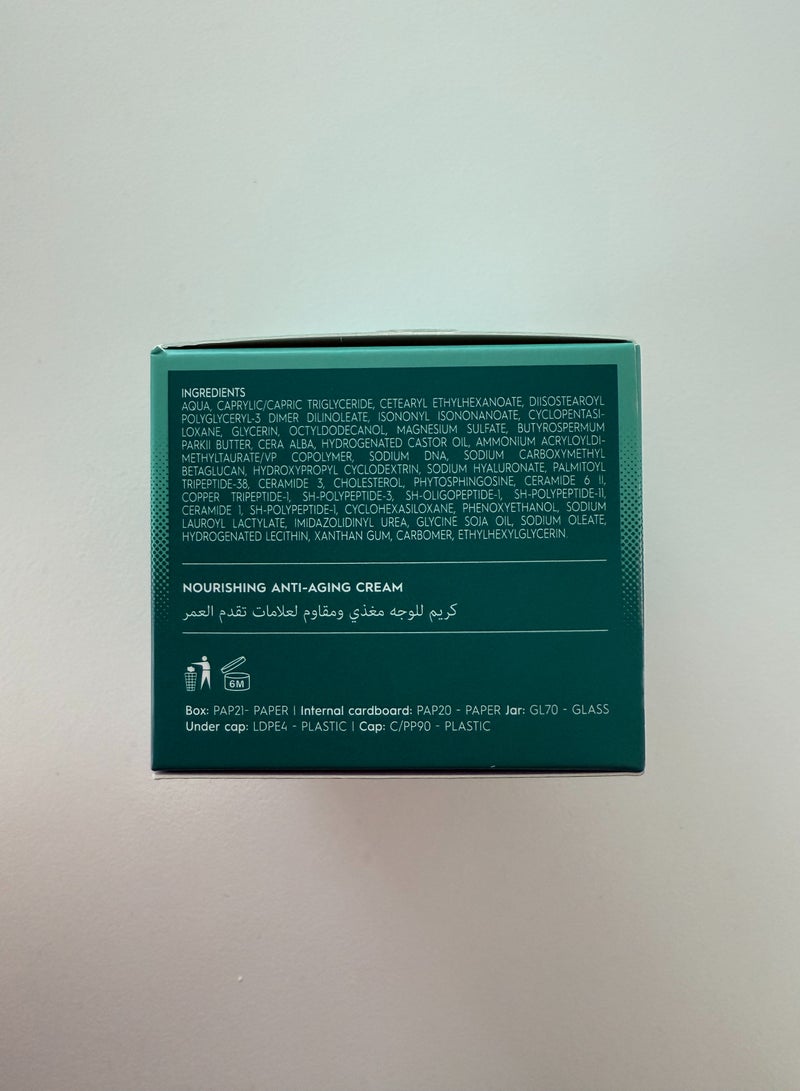 INGREDIENTS
AQUA, CAPRYLIC/CAPRIC TRIGLYCERIDE, CETEARYL ETHYLHEXANOATE, DIISOSTEAROYL
POLYGLYCERYL-3 DIMER DILINOLEATE, ISONONYL ISONONANOATE, CYCLOPENTASI-
LOXANE, GLYCERIN, OCTYLDODECANOL, MAGNESIUM SULFATE, BUTYROSPERMUM
PARKII BUTTER, CERA ALBA, HYDROGENATED CASTOR OIL, AMMONIUM ACRYLOYLDI-
METHYLTAURATE/VP COPOLYMER, SODIUM DNA, SODIUM CARBOXYMETHYL
BETAGLUCAN, HYDROXYPROPYL CYCLODEXTRIN, SODIUM HYALURONATE, PALMITOYL
TRIPEPTIDE-38, CERAMIDE 3, CHOLESTEROL, PHYTOSPHINGOSINE, CERAMIDE 6 II,
COPPER TRIPEPTIDE-1, SH-POLYPEPTIDE-3, SH-OLIGOPEPTIDE-1, SH-POLYPEPTIDE-11,
CERAMIDE 1, SH-POLYPEPTIDE-1, CYCLOHEXASILOXANE, PHENOXYETHANOL, SODIUM
LAUROYL LACTYLATE, IMIDAZOLIDINYL UREA, GLYCINE SOJA OIL, SODIUM OLEATE,
HYDROGENATED LECITHIN, XANTHAN GUM, CARBOMER, ETHYLHEXYLGLYCERIN.
NOURISHING ANTI-AGING CREAM
كريم للوجه مغذي ومقاوم لعلامات تقدم العمر
6M
Box: PAP21- PAPER | Internal cardboard: PAP20 - PAPER Jar: GL70 - GLASS
Under cap: LDPE4 - PLASTIC | Cap: C/PP90 - PLASTIC